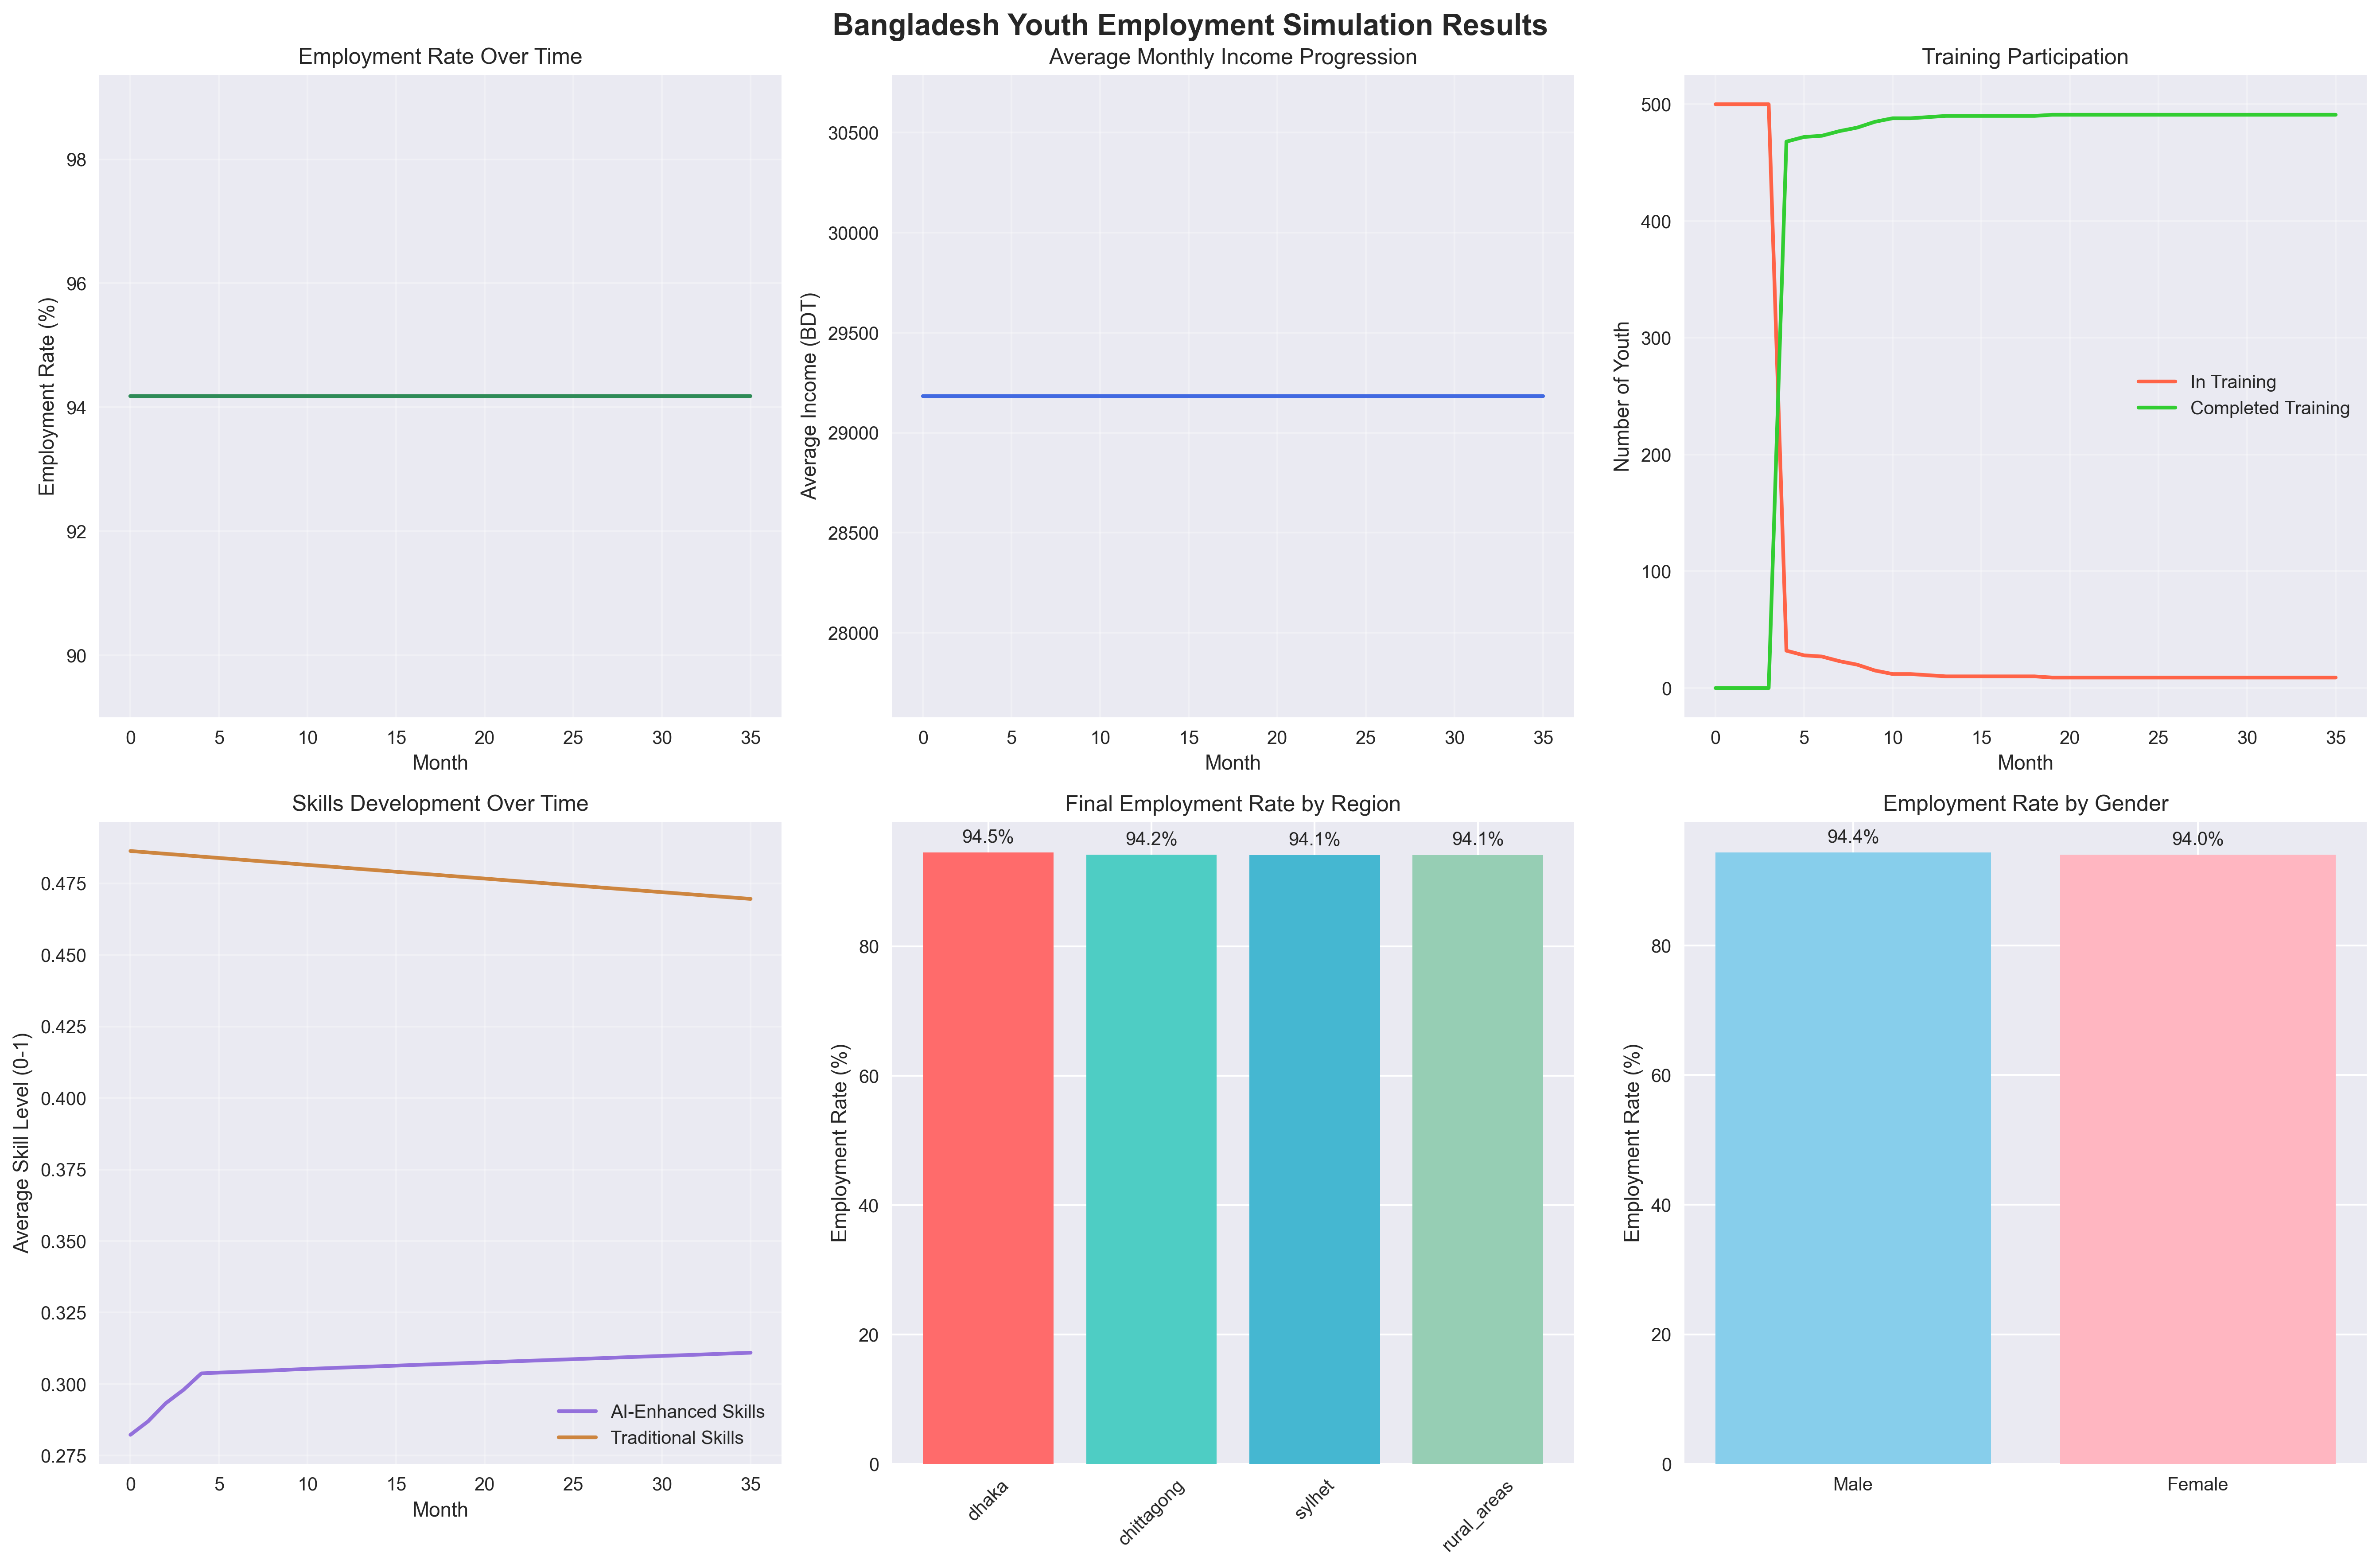 Bangladesh Youth Employment Simulation Results
Employment Rate Over Time
Employment Rate (%)
98
96
94
92
90
0 5 10 15 20 25 30 35
Month
Average Monthly Income Progression
Average Income (BDT)
30500
30000
29500
29000
28500
28000
0 5 10 15 20 25 30 35
Month
Training Participation
Number of Youth
500
400
300
200
100
0
In Training
Completed Training
0 5 10 15 20 25 30 35
Month
Skills Development Over Time
Average Skill Level (0-1)
0.475
0.450
0.425
0.400
0.375
0.350
0.325
0.300
0.275
AI-Enhanced Skills
Traditional Skills
0 5 10 15 20 25 30 35
Month
Final Employment Rate by Region
Employment Rate (%)
94.5% 94.2% 94.1% 94.1%
80
60
40
20
0
dhaka chittagong sylhet rural_areas
Employment Rate by Gender
Employment Rate (%)
94.4% 94.0%
80
60
40
20
0
Male Female